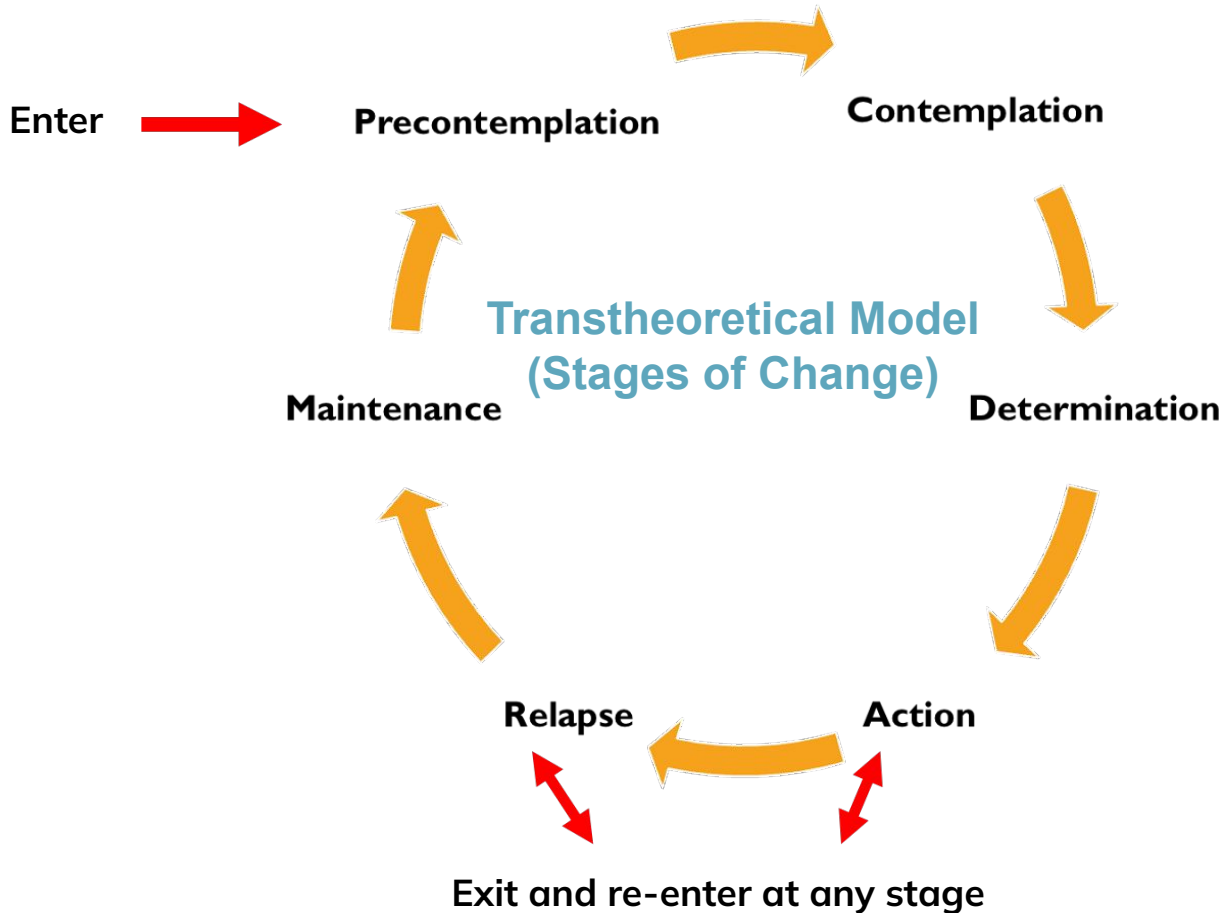 Enter
Precontemplation
Contemplation
Transtheoretical Model
(Stages of Change)
Maintenance
Determination
Relapse
Action
Exit and re-enter at any stage